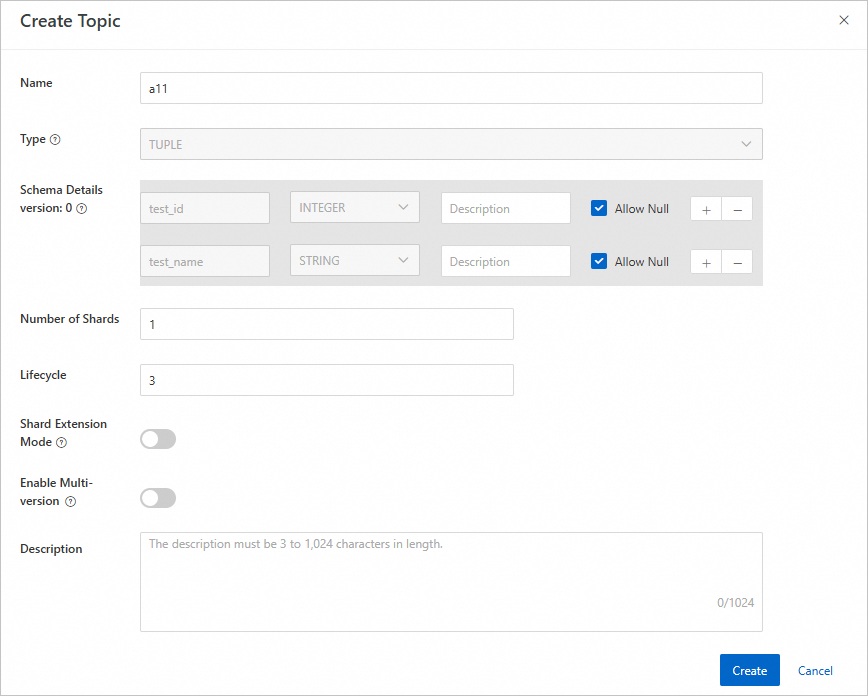 Create Topic
Name
a11
Type ?
TUPLE
Schema Details
version: 0 ?
test_id INTEGER Description Allow Null + −
test_name STRING Description Allow Null + −
Number of Shards
1
Lifecycle
3
Shard Extension
Mode ?
Enable Multi-
version ?
Description
The description must be 3 to 1,024 characters in length.
0/1024
Create Cancel